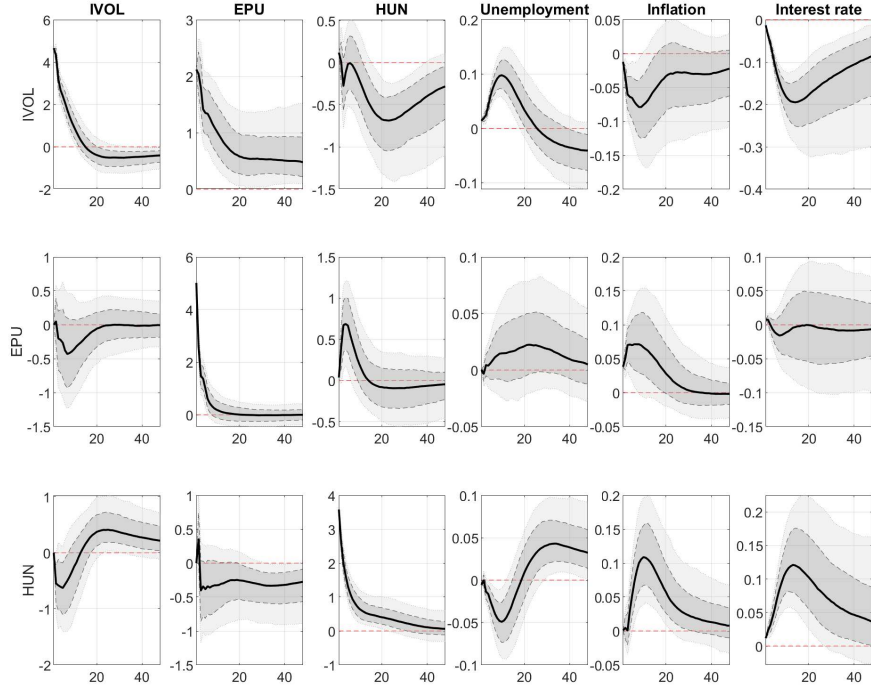 IVOL EPU HUN Unemployment Inflation Interest rate
IVOL
6 4 2 0 -2
20 40
3 2 1 0
20 40
0.5 0 -0.5 -1 -1.5
20 40
0.2 0.1 0 -0.1
20 40
0.05 0 -0.05 -0.1 -0.15 -0.2
20 40
0 -0.1 -0.2 -0.3 -0.4
20 40
EPU
1 0.5 0 -0.5 -1 -1.5
20 40
6 4 2 0
20 40
1.5 1 0.5 0 -0.5
20 40
0.1 0.05 0 -0.05
20 40
0.2 0.15 0.1 0.05 0 -0.05
20 40
0.1 0.05 0 -0.05 -0.1 -0.15
20 40
HUN
1 0 -1 -2
20 40
1 0.5 0 -0.5 -1 -1.5
20 40
4 3 2 1 0 -1
20 40
0.1 0.05 0 -0.05 -0.1
20 40
0.2 0.15 0.1 0.05 0 -0.05
20 40
0.2 0.15 0.1 0.05 0
20 40